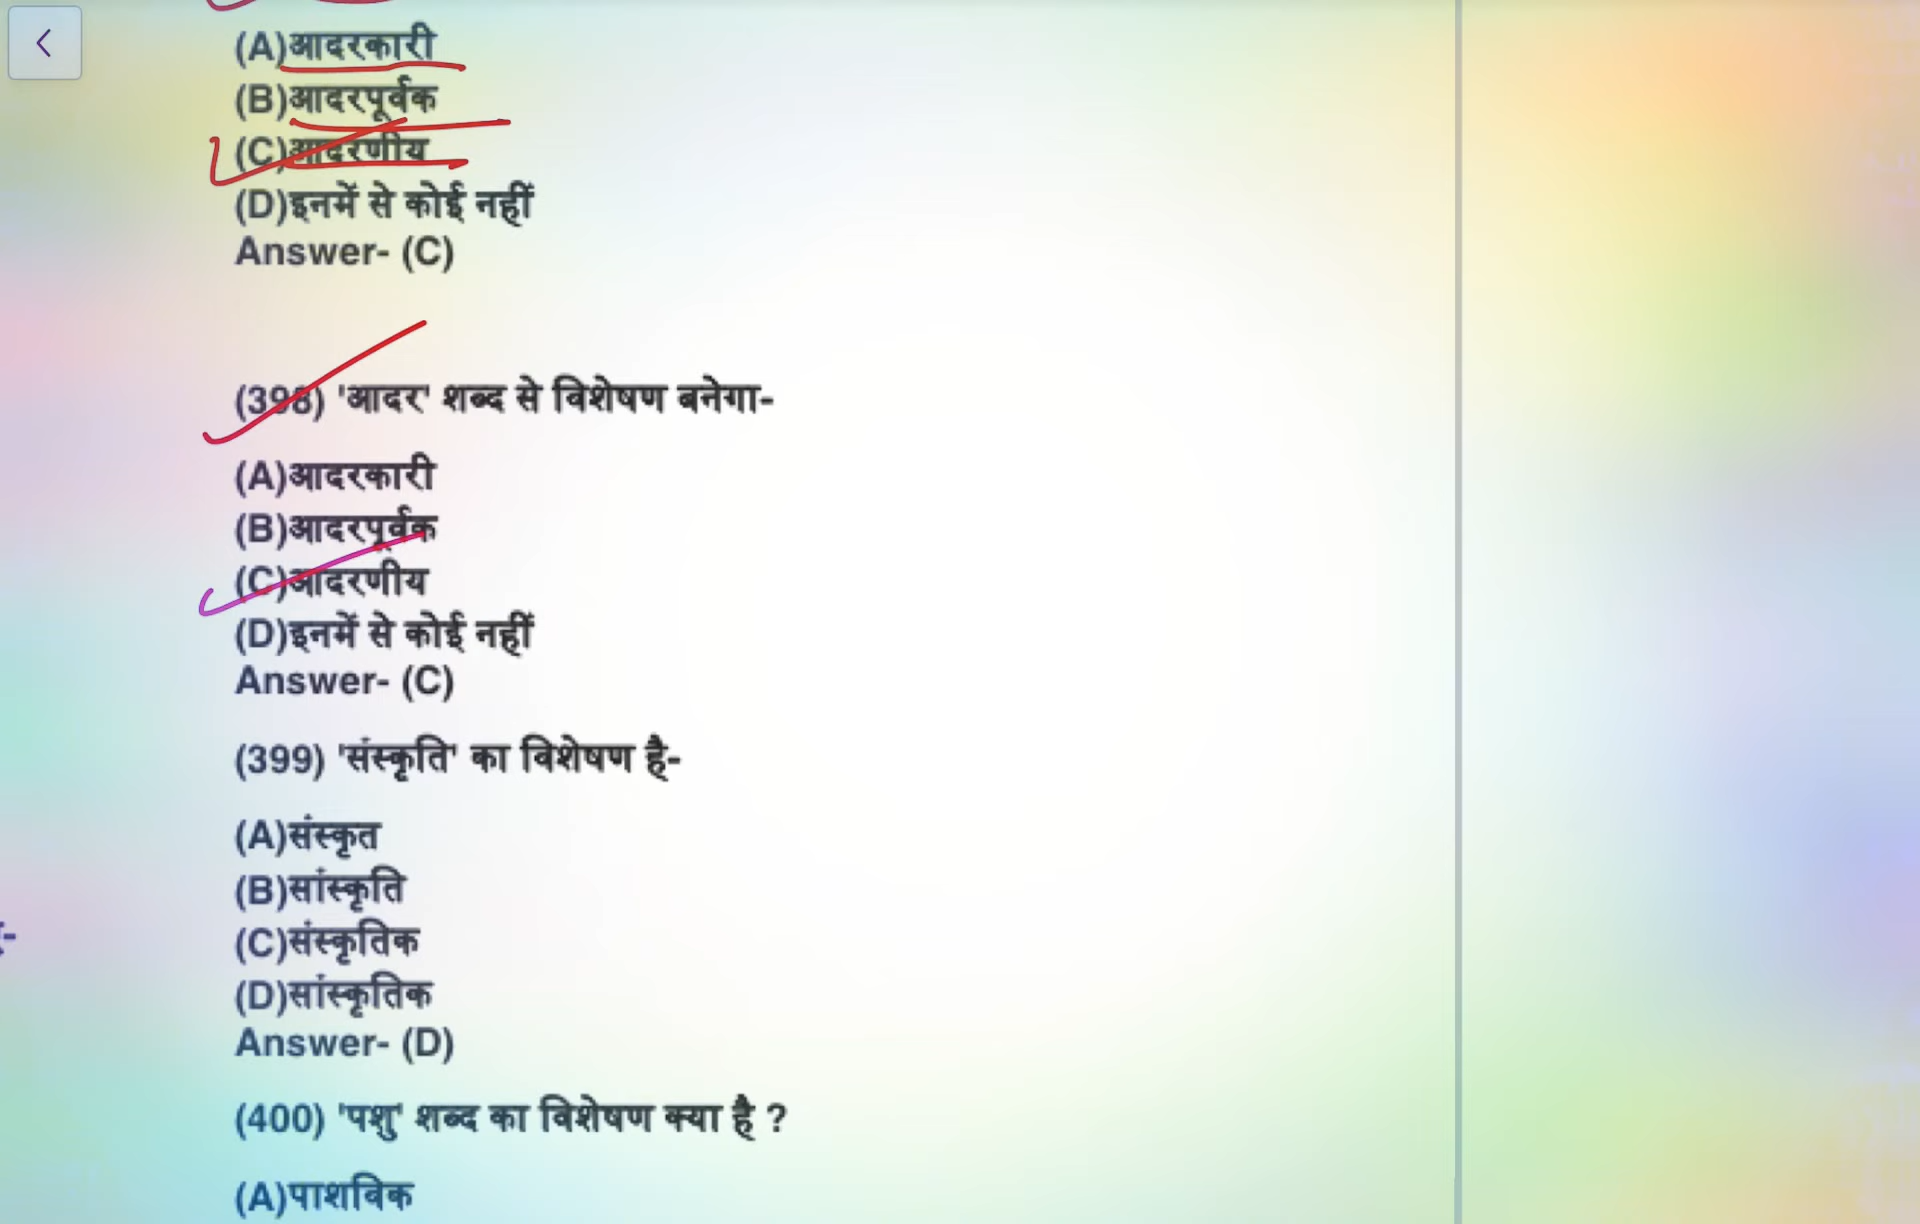 (A)आदरकारी
(B)आदरपूर्वक
(C)आदरणीय
(D)इनमें से कोई नहीं
Answer- (C)
(398) 'आदर' शब्द से विशेषण बनेगा-
(A)आदरकारी
(B)आदरपूर्वक
(C)आदरणीय
(D)इनमें से कोई नहीं
Answer- (C)
(399) 'संस्कृति' का विशेषण है-
(A)संस्कृत
(B)सांस्कृति
(C)संस्कृतिक
(D)सांस्कृतिक
Answer- (D)
(400) 'पशु' शब्द का विशेषण क्या है ?
(A)पाशविक